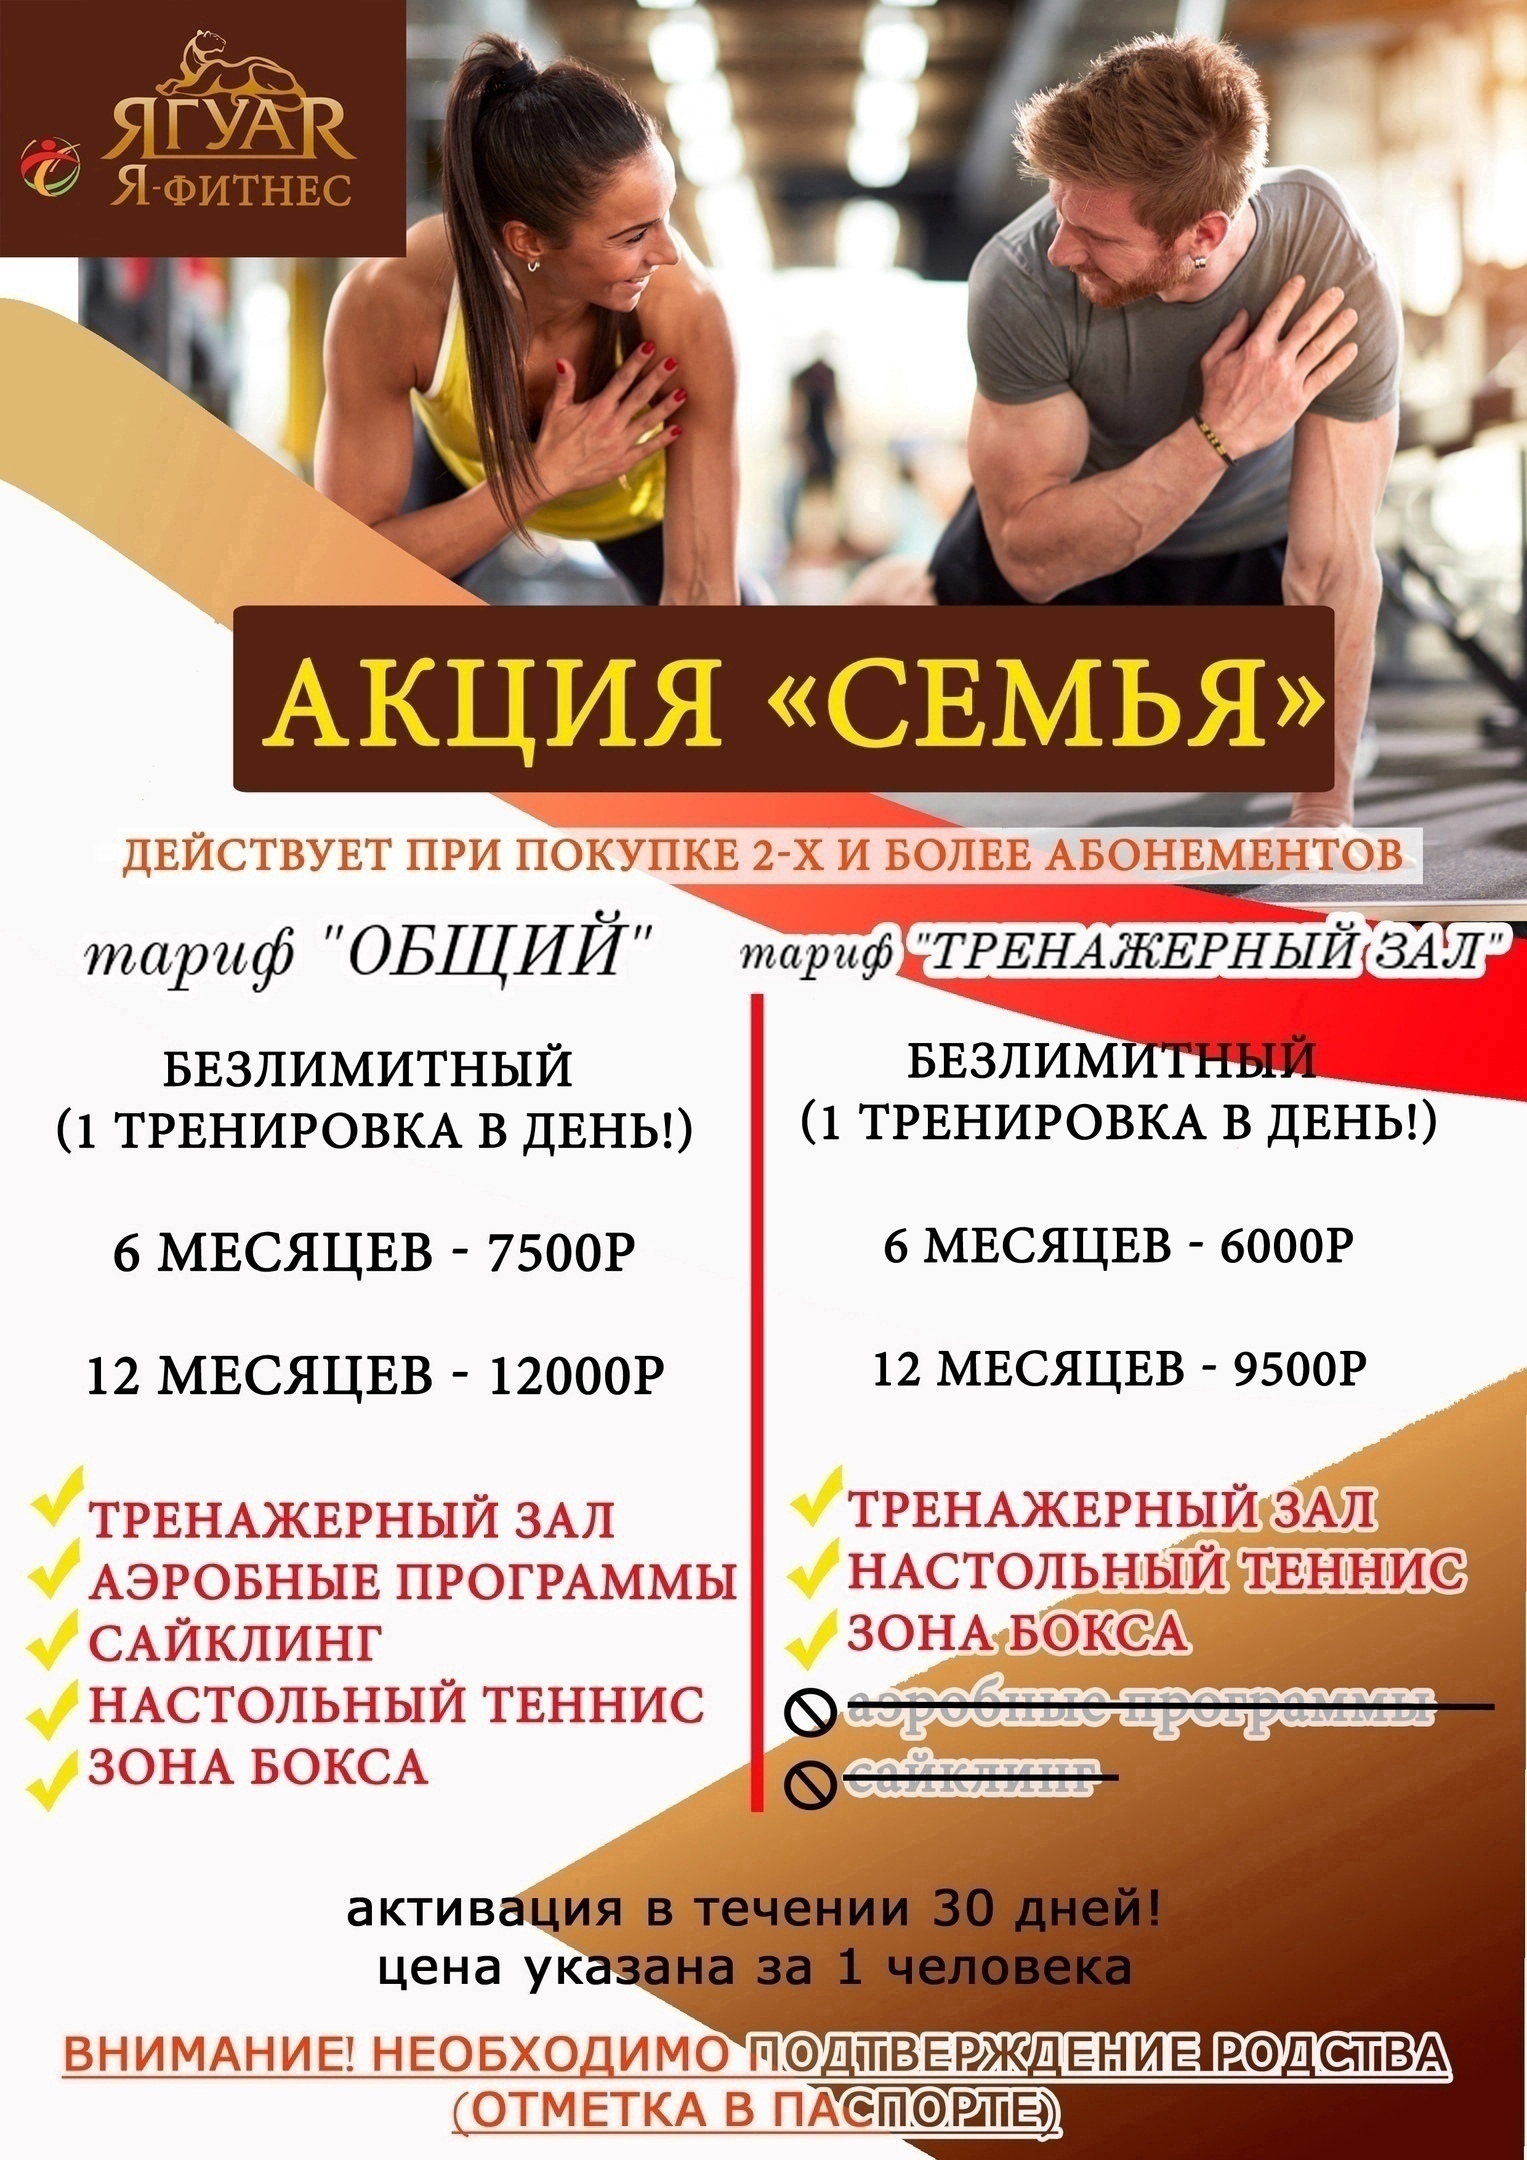 ЯГУАR
Я-ФИТНЕС
АКЦИЯ «СЕМЬЯ»
ДЕЙСТВУЕТ ПРИ ПОКУПКЕ 2-Х И БОЛЕЕ АБОНЕМЕНТОВ
тариф "ОБЩИЙ"
БЕЗЛИМИТНЫЙ
(1 ТРЕНИРОВКА В ДЕНЬ!)
6 МЕСЯЦЕВ - 7500Р
12 МЕСЯЦЕВ - 12000Р
ТРЕНАЖЕРНЫЙ ЗАЛ
АЭРОБНЫЕ ПРОГРАММЫ
САЙКЛИНГ
НАСТОЛЬНЫЙ ТЕННИС
ЗОНА БОКСА
тариф "ТРЕНАЖЕРНЫЙ ЗАЛ"
БЕЗЛИМИТНЫЙ
(1 ТРЕНИРОВКА В ДЕНЬ!)
6 МЕСЯЦЕВ - 6000Р
12 МЕСЯЦЕВ - 9500Р
ТРЕНАЖЕРНЫЙ ЗАЛ
НАСТОЛЬНЫЙ ТЕННИС
ЗОНА БОКСА
аэробные программы
сайклинг
активация в течении 30 дней!
цена указана за 1 человека
ВНИМАНИЕ! НЕОБХОДИМО ПОДТВЕРЖДЕНИЕ РОДСТВА
(ОТМЕТКА В ПАСПОРТЕ)